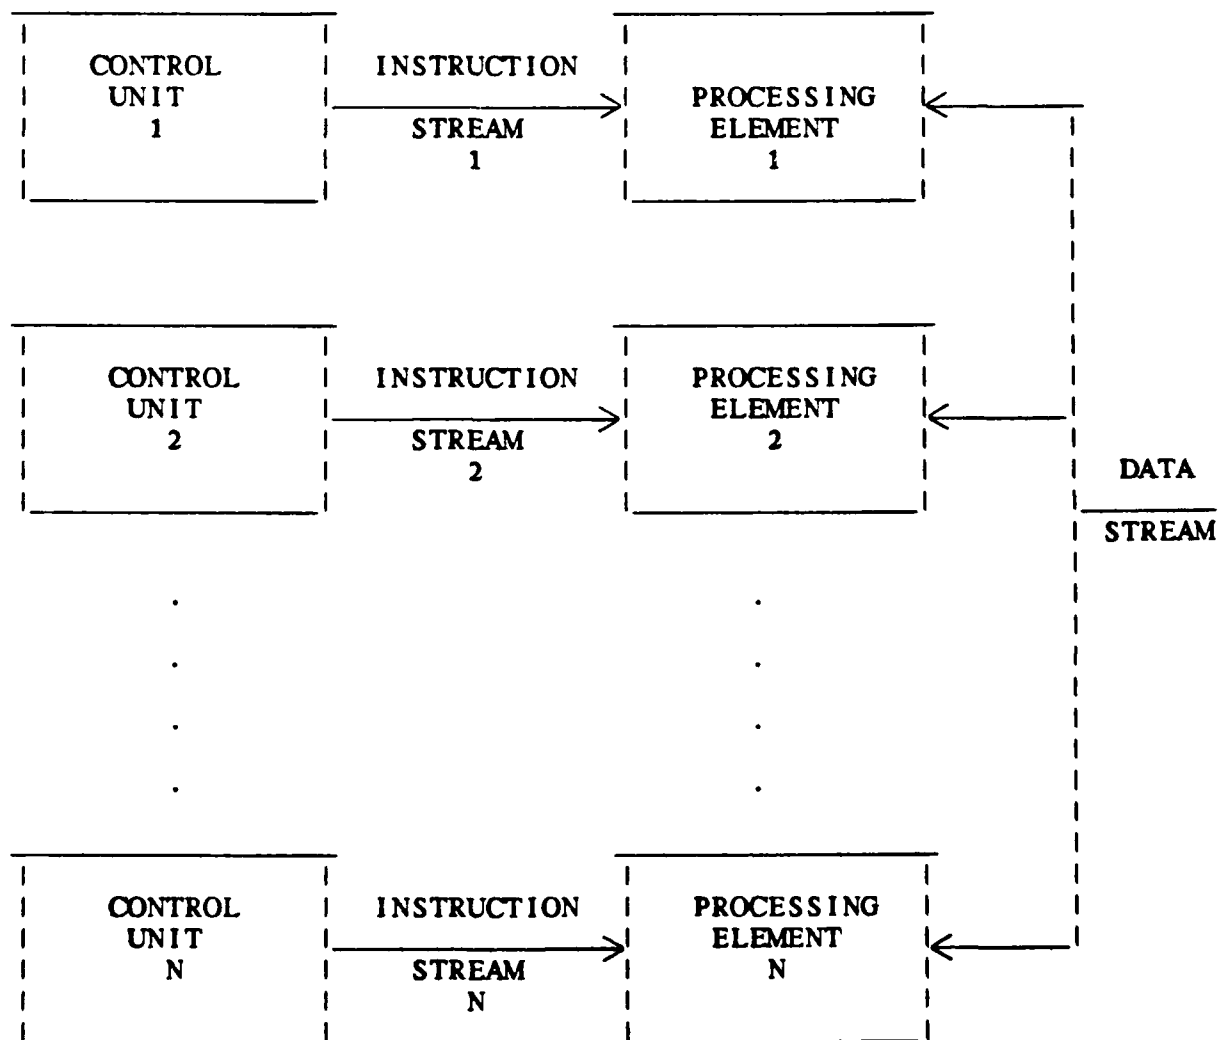 CONTROL
UNIT
1
INSTRUCTION
STREAM
1
PROCESSING
ELEMENT
1
CONTROL
UNIT
2
INSTRUCTION
STREAM
2
PROCESSING
ELEMENT
2
DATA
STREAM
CONTROL
UNIT
N
INSTRUCTION
STREAM
N
PROCESSING
ELEMENT
N